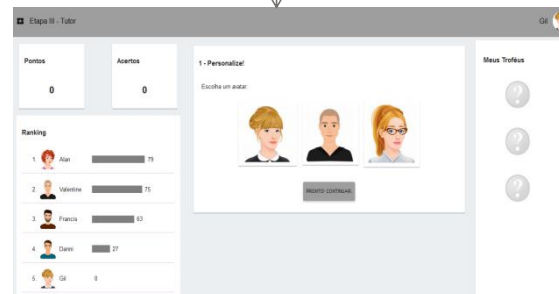 Etapa III - Tutor
Gil
Pontos
0
Acertos
0
Ranking
1. Alan 79
2. Valentine 75
3. Francis 63
4. Danni 27
5. Gil 0
1 - Personalize!
Escolha um avatar:
PRONTO! CONTINUAR
Meus Troféus
?
?
?